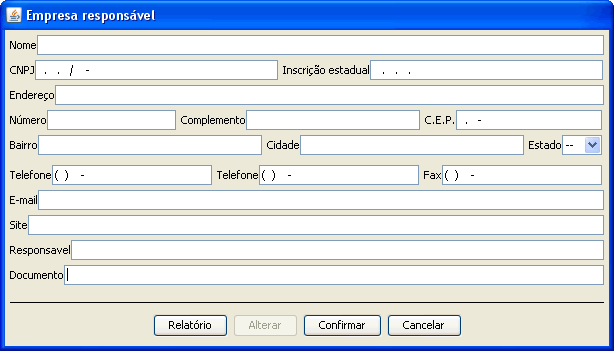 Empresa responsável
Nome
CNPJ . . / - Inscrição estadual . . .
Endereço
Número Complemento C.E.P. . -
Bairro Cidade Estado --
Telefone ( ) - Telefone ( ) - Fax ( ) -
E-mail
Site
Responsavel
Documento
Relatório Alterar Confirmar Cancelar